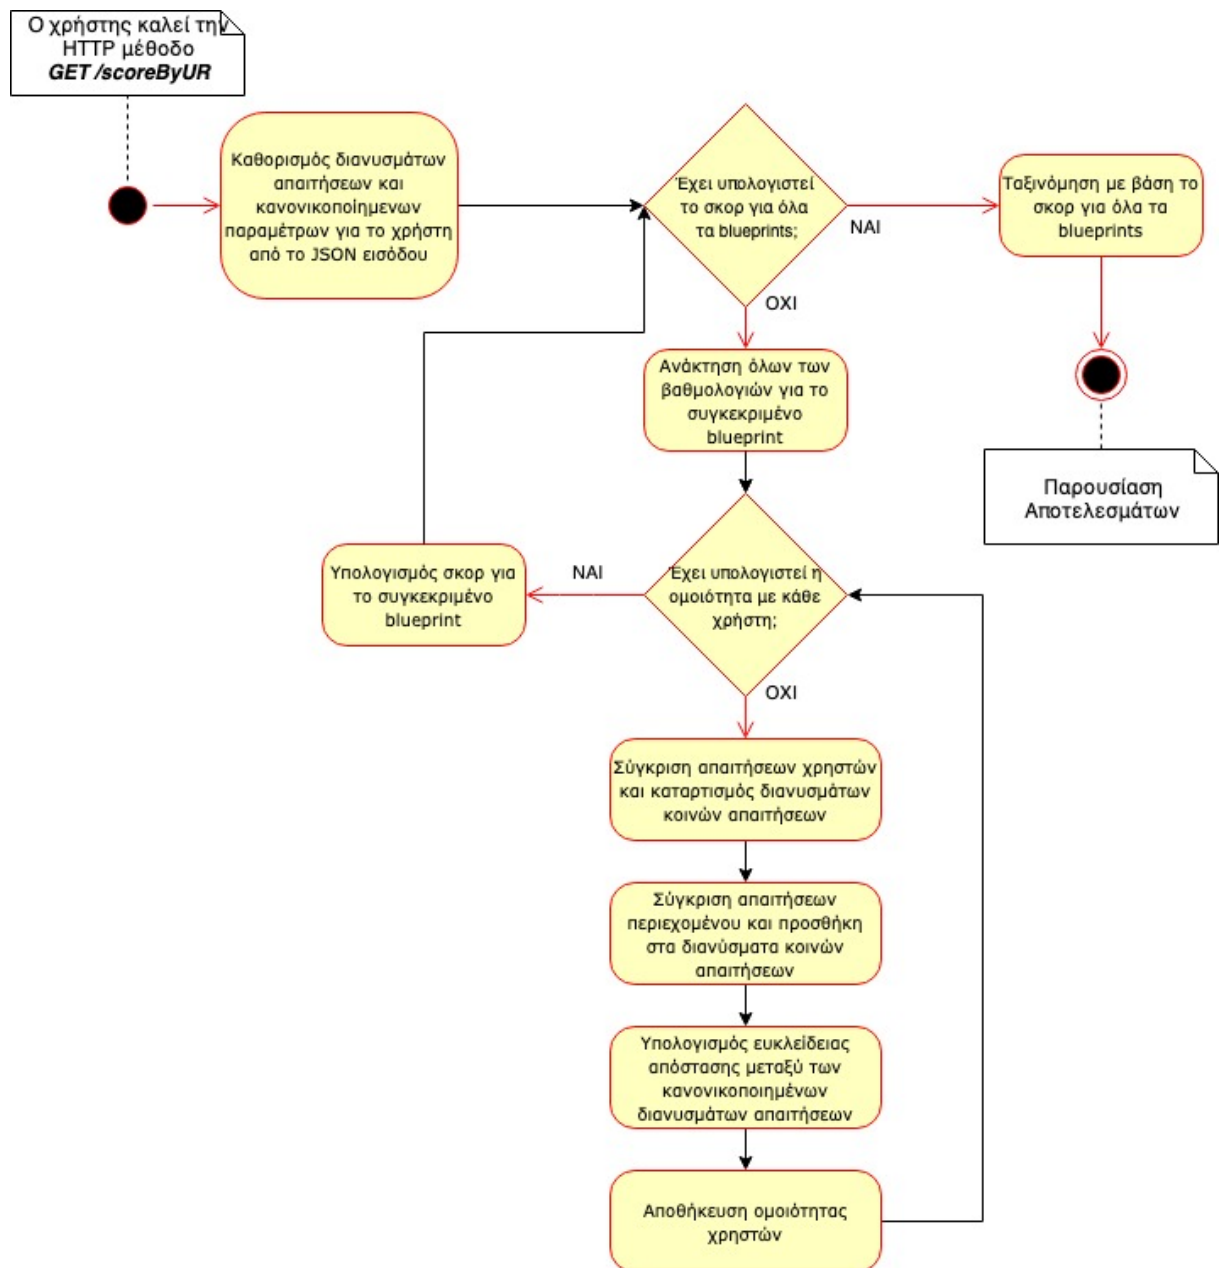 Ο χρήστης καλεί την
HTTP μέθοδο
GET /scoreByUR
Καθορισμός διανυσμάτων
απαιτήσεων και
κανονικοποίημενων
παραμέτρων για το χρήστη
από το JSON εισόδου
Έχει υπολογιστεί
το σκορ για όλα
τα blueprints;
ΝΑΙ
Ταξινόμηση με βάση το
σκορ για όλα τα
blueprints
ΟΧΙ
Ανάκτηση όλων των
βαθμολογιών για το
συγκεκριμένο
blueprint
Παρουσίαση
Αποτελεσμάτων
Έχει υπολογιστεί η
ομοιότητα με κάθε
χρήστη;
ΝΑΙ
Υπολογισμός σκορ για
το συγκεκριμένο
blueprint
ΟΧΙ
Σύγκριση απαιτήσεων χρηστών
και καταρτισμός διανυσμάτων
κοινών απαιτήσεων
Σύγκριση απαιτήσεων
περιεχομένου και προσθήκη
στα διανύσματα κοινών
απαιτήσεων
Υπολογισμός ευκλείδειας
απόστασης μεταξύ των
κανονικοποιημένων
διανυσμάτων απαιτήσεων
Αποθήκευση ομοιότητας
χρηστών